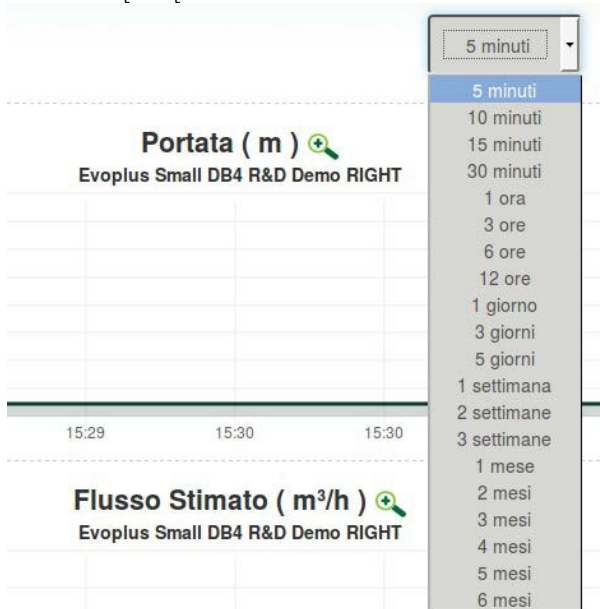 5 minuti
5 minuti
10 minuti
15 minuti
30 minuti
1 ora
3 ore
6 ore
12 ore
1 giorno
3 giorni
5 giorni
1 settimana
2 settimane
3 settimane
1 mese
2 mesi
3 mesi
4 mesi
5 mesi
6 mesi
Portata ( m )
Evoplus Small DB4 R&D Demo RIGHT
15:29 15:30 15:30
Flusso Stimato ( m³/h )
Evoplus Small DB4 R&D Demo RIGHT